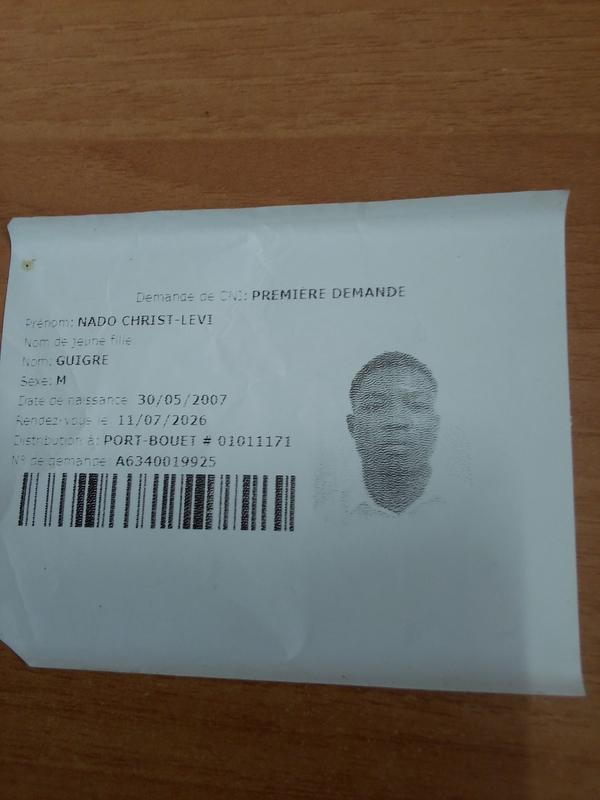 Demande de CNI: PREMIÈRE DEMANDE
Prénom: NADO CHRIST-LEVI
Nom de jeune fille
Nom: GUIGRE
Sexe: M
Date de naissance 30/05/2007
Rendez-vous le 11/07/2026
Distribution à: PORT-BOUET # 01011171
N° de demande: A6340019925